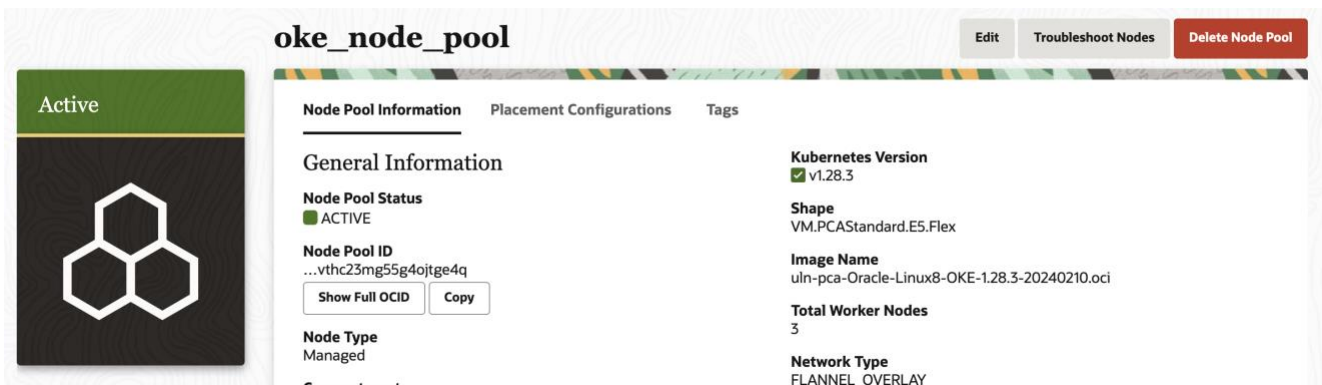 oke_node_pool
Edit
Troubleshoot Nodes
Delete Node Pool
Active
Node Pool Information
Placement Configurations
Tags
General Information
Node Pool Status
ACTIVE
Node Pool ID
...vthc23mg55g4ojtge4q
Show Full OCID
Copy
Node Type
Managed
Kubernetes Version
v1.28.3
Shape
VM.PCAStandard.E5.Flex
Image Name
uln-pca-Oracle-Linux8-OKE-1.28.3-20240210.oci
Total Worker Nodes
3
Network Type
FLANNEL_OVERLAY